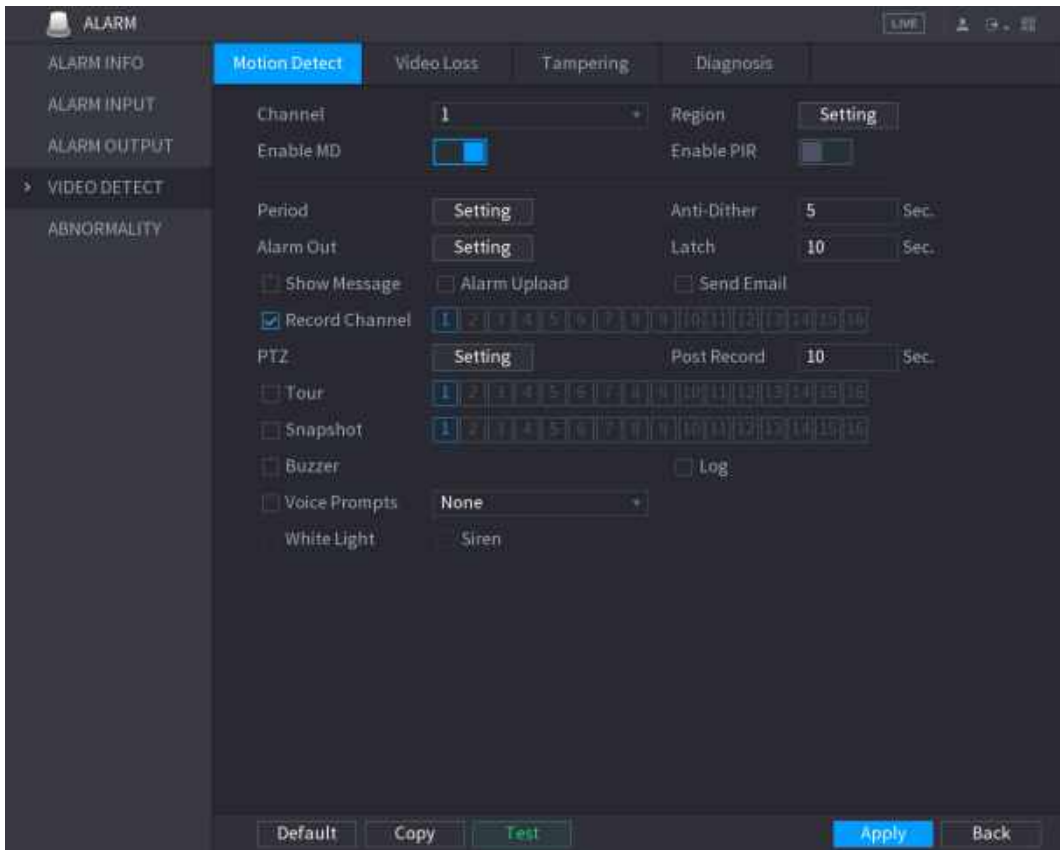 ALARM
LIVE
ALARM INFO
ALARM INPUT
ALARM OUTPUT
> VIDEO DETECT
ABNORMALITY
Motion Detect Video Loss Tampering Diagnosis
Channel 1 Region Setting
Enable MD Enable PIR
Period Setting Anti-Dither 5 Sec.
Alarm Out Setting Latch 10 Sec.
Show Message Alarm Upload Send Email
Record Channel 1 2 3 4 5 6 7 8 9 10 11 12 13 14 15 16
PTZ Setting Post Record 10 Sec.
Tour 1 2 3 4 5 6 7 8 9 10 11 12 13 14 15 16
Snapshot 1 2 3 4 5 6 7 8 9 10 11 12 13 14 15 16
Buzzer Log
Voice Prompts None
White Light Siren
Default Copy Test Apply Back